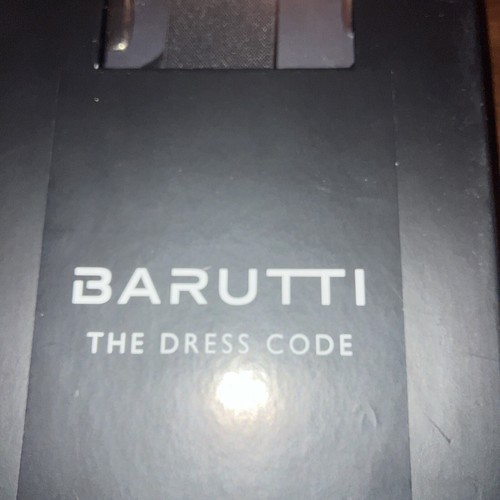 BARUTTI
THE DRESS CODE